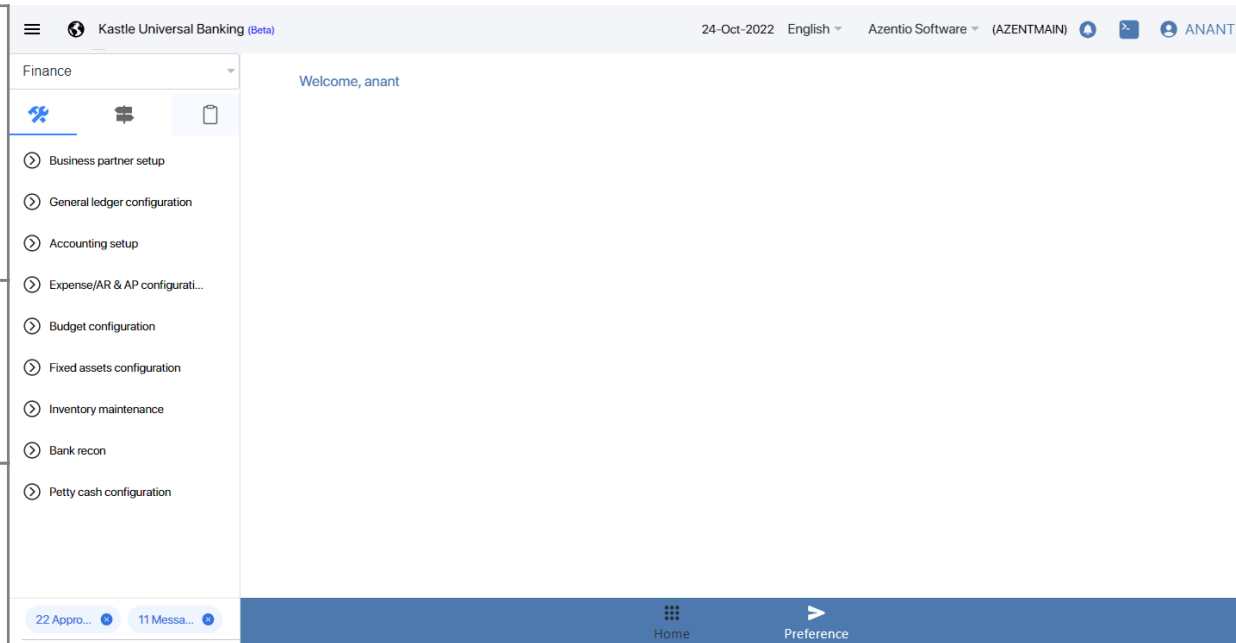 Kastle Universal Banking (Beta)
24-Oct-2022 English Azentio Software (AZENTMAIN) ANANT
Finance
Welcome, anant
Business partner setup
General ledger configuration
Accounting setup
Expense/AR & AP configurati...
Budget configuration
Fixed assets configuration
Inventory maintenance
Bank recon
Petty cash configuration
22 Appro... 11 Messa...
Home Preference